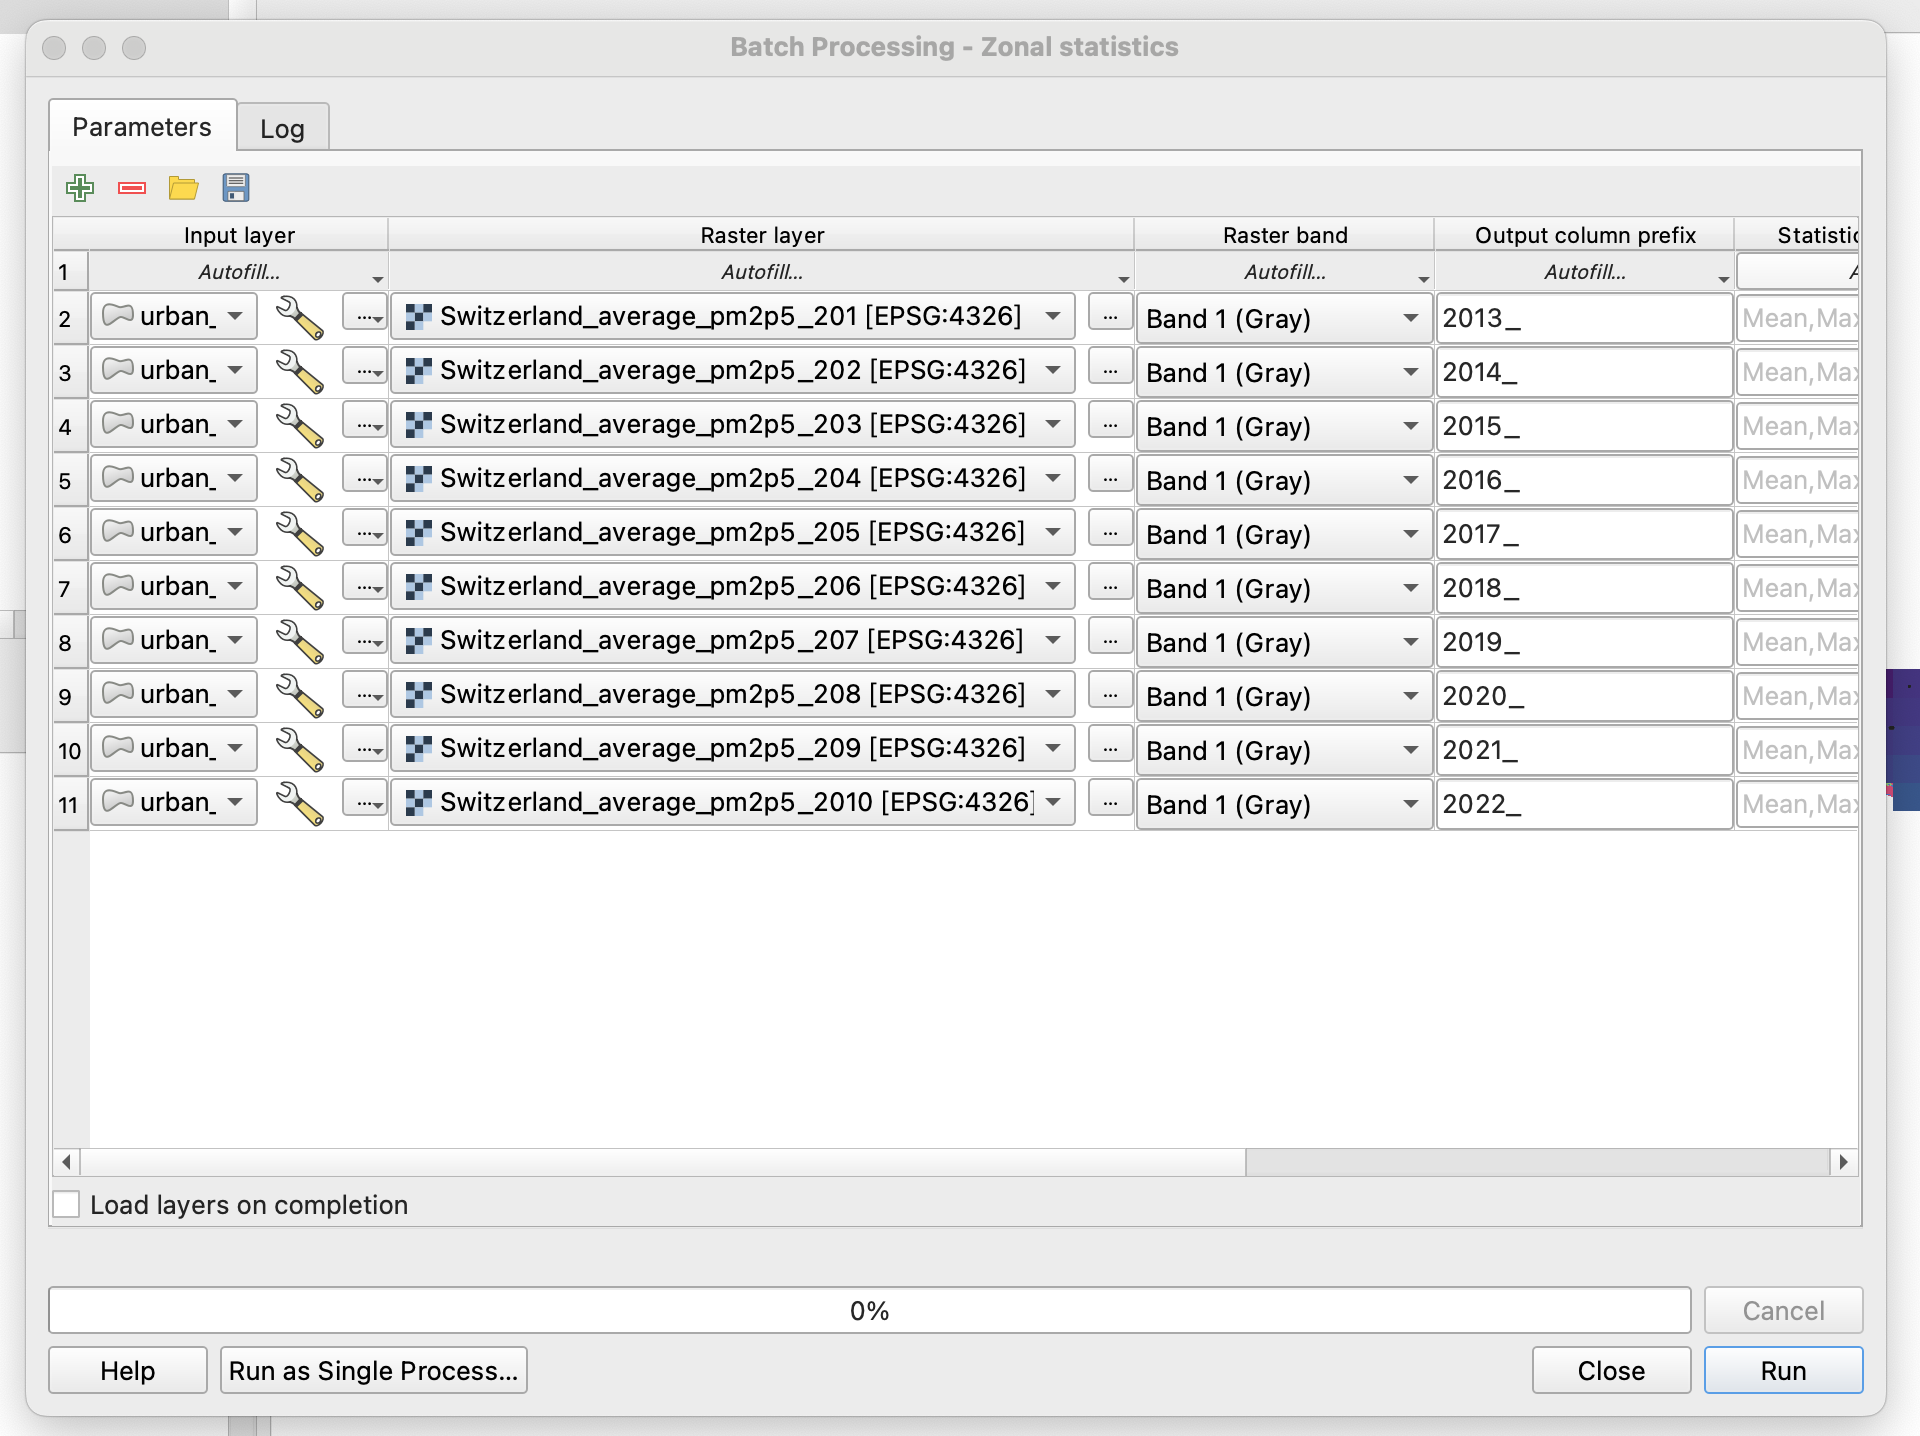 Batch Processing - Zonal statistics
Parameters Log
Input layer Raster layer Raster band Output column prefix Statistic
1 Autofill... Autofill... Autofill... Autofill... A
2 urban_ ... Switzerland_average_pm2p5_201 [EPSG:4326] ... Band 1 (Gray) 2013_ Mean,Max
3 urban_ ... Switzerland_average_pm2p5_202 [EPSG:4326] ... Band 1 (Gray) 2014_ Mean,Max
4 urban_ ... Switzerland_average_pm2p5_203 [EPSG:4326] ... Band 1 (Gray) 2015_ Mean,Max
5 urban_ ... Switzerland_average_pm2p5_204 [EPSG:4326] ... Band 1 (Gray) 2016_ Mean,Max
6 urban_ ... Switzerland_average_pm2p5_205 [EPSG:4326] ... Band 1 (Gray) 2017_ Mean,Max
7 urban_ ... Switzerland_average_pm2p5_206 [EPSG:4326] ... Band 1 (Gray) 2018_ Mean,Max
8 urban_ ... Switzerland_average_pm2p5_207 [EPSG:4326] ... Band 1 (Gray) 2019_ Mean,Max
9 urban_ ... Switzerland_average_pm2p5_208 [EPSG:4326] ... Band 1 (Gray) 2020_ Mean,Max
10 urban_ ... Switzerland_average_pm2p5_209 [EPSG:4326] ... Band 1 (Gray) 2021_ Mean,Max
11 urban_ ... Switzerland_average_pm2p5_2010 [EPSG:4326] ... Band 1 (Gray) 2022_ Mean,Max
Load layers on completion
0% Cancel
Help Run as Single Process... Close Run